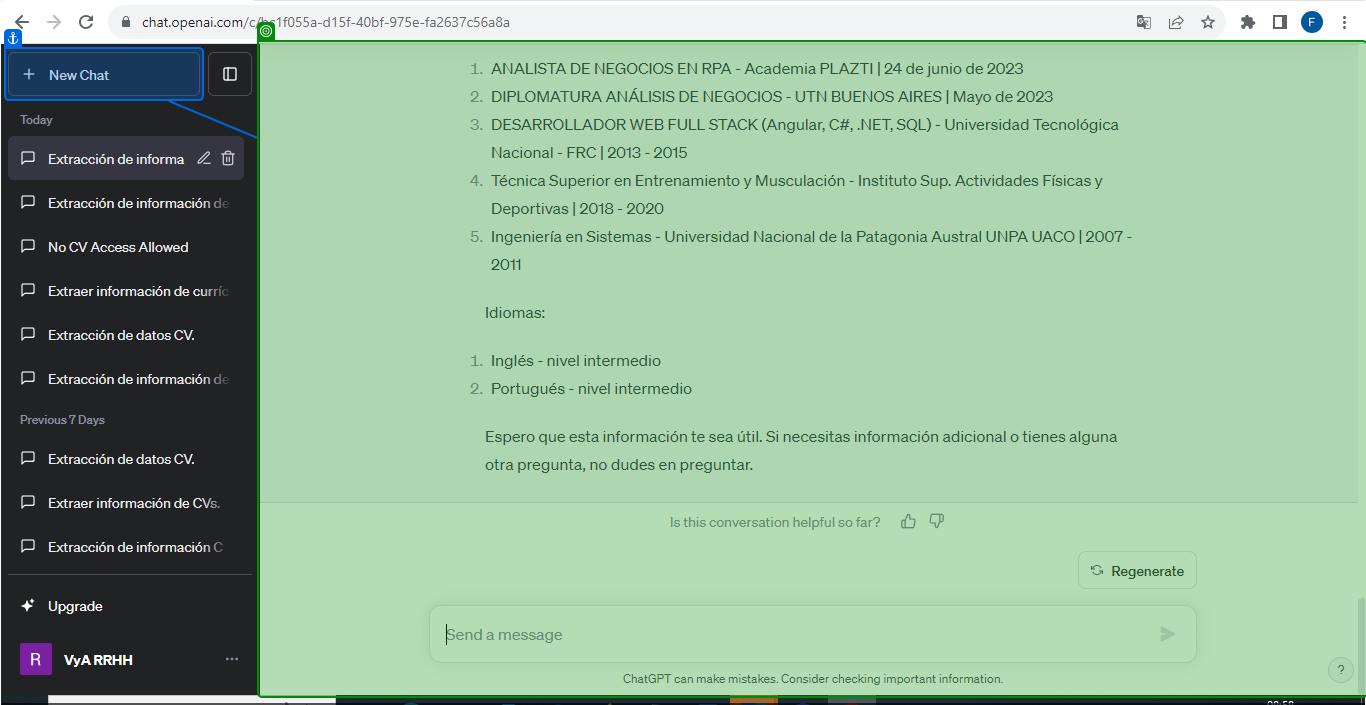 chat.openai.com/c/bc1f055a-d15f-40bf-975e-fa2637c56a8a
F
New Chat
Today
Extracción de informa
Extracción de información de
No CV Access Allowed
Extraer información de curríc
Extracción de datos CV.
Extracción de información de
Previous 7 Days
Extracción de datos CV.
Extraer información de CVs.
Extracción de información C
Upgrade
R
VyA RRHH
1. ANALISTA DE NEGOCIOS EN RPA - Academia PLAZTI | 24 de junio de 2023
2. DIPLOMATURA ANÁLISIS DE NEGOCIOS - UTN BUENOS AIRES | Mayo de 2023
3. DESARROLLADOR WEB FULL STACK (Angular, C#, .NET, SQL) - Universidad Tecnológica
Nacional - FRC | 2013 - 2015
4. Técnica Superior en Entrenamiento y Musculación - Instituto Sup. Actividades Físicas y
Deportivas | 2018 - 2020
5. Ingeniería en Sistemas - Universidad Nacional de la Patagonia Austral UNPA UACO | 2007 -
2011
Idiomas:
1. Inglés - nivel intermedio
2. Portugués - nivel intermedio
Espero que esta información te sea útil. Si necesitas información adicional o tienes alguna
otra pregunta, no dudes en preguntar.
Is this conversation helpful so far?
Regenerate
Send a message
ChatGPT can make mistakes. Consider checking important information.
?